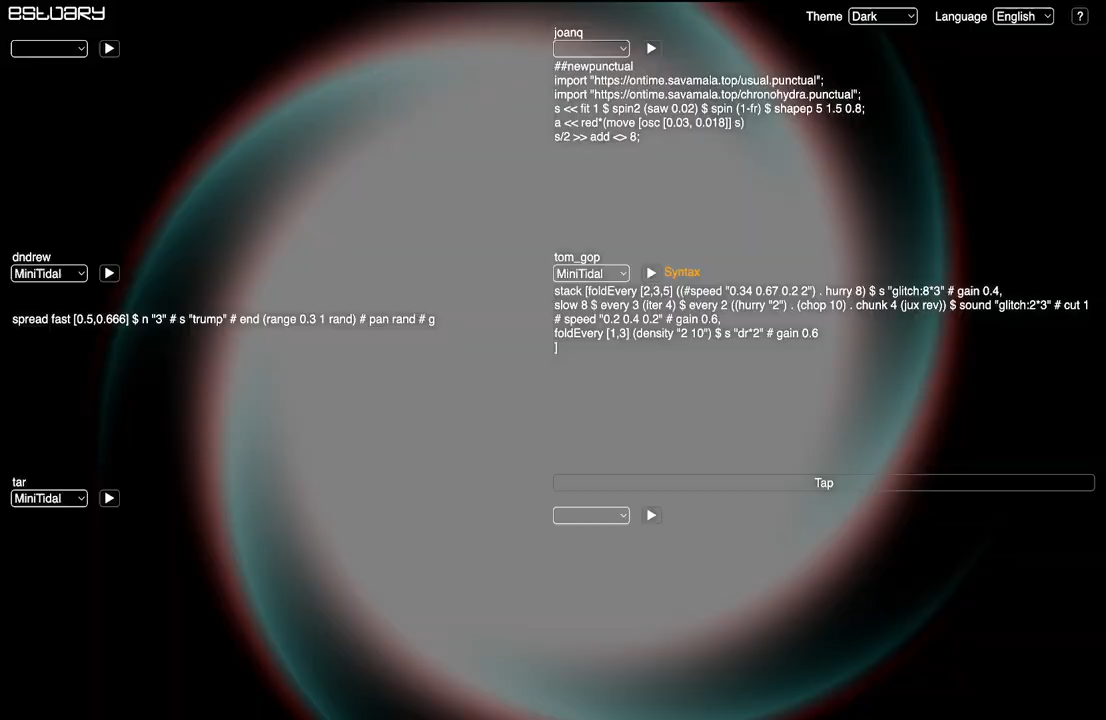 estuary
Theme Dark Language English ?
joanq
##newpunctual
import "https://ontime.savamala.top/usual.punctual";
import "https://ontime.savamala.top/chronohydra.punctual";
s << fit 1 $ spin2 (saw 0.02) $ spin (1-fr) $ shapep 5 1.5 0.8;
a << red*(move [osc [0.03, 0.018]] s)
s/2 >> add <> 8;
dndrew
MiniTidal
spread fast [0.5,0.666] $ n "3" # s "trump" # end (range 0.3 1 rand) # pan rand # g
tom_gop
MiniTidal Syntax
stack [foldEvery [2,3,5] ((#speed "0.34 0.67 0.2 2") . hurry 8) $ s "glitch:8*3" # gain 0.4,
slow 8 $ every 3 (iter 4) $ every 2 ((hurry "2") . (chop 10) . chunk 4 (jux rev)) $ sound "glitch:2*3" # cut 1
# speed "0.2 0.4 0.2" # gain 0.6,
foldEvery [1,3] (density "2 10") $ s "dr*2" # gain 0.6
]
tar
MiniTidal
Tap